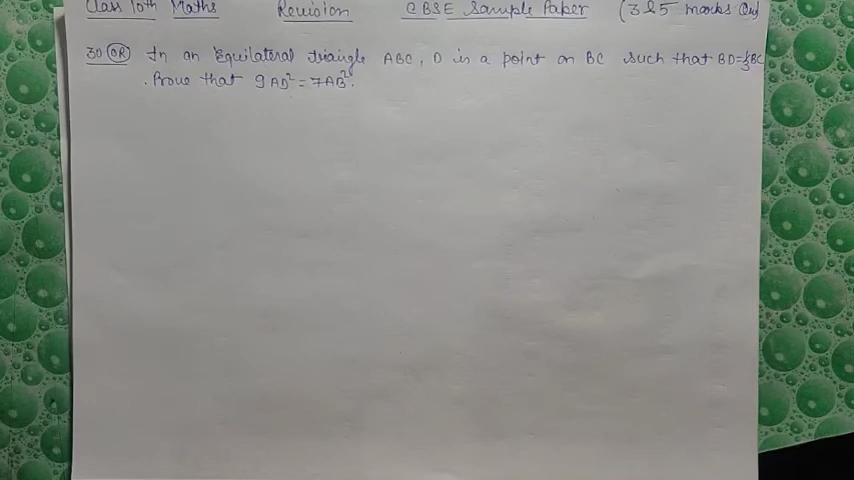 Class 10th Maths Revision CBSE Sample Paper (3 & 5 marks Qu)
30 OR In an Equilateral triangle ABC, D is a point on BC such that BD=1/3BC
. Prove that 9AD²=7AB².